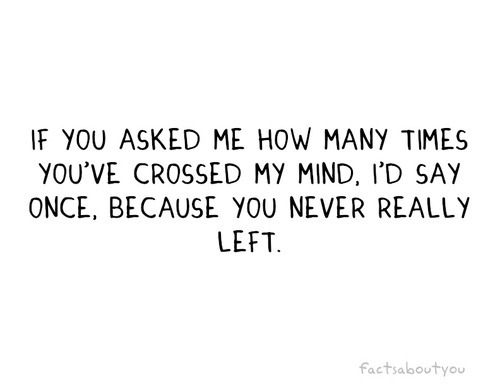 IF YOU ASKED ME HOW MANY TIMES
YOU'VE CROSSED MY MIND, I'D SAY
ONCE, BECAUSE YOU NEVER REALLY
LEFT.
factsaboutyou